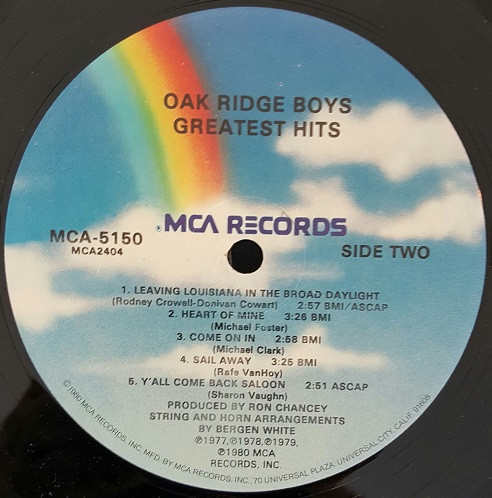 OAK RIDGE BOYS
GREATEST HITS
MCA RECORDS
MCA-5150
MCA2404
SIDE TWO
1. LEAVING LOUISIANA IN THE BROAD DAYLIGHT
(Rodney Crowell-Donivan Cowart) 2:57 BMI/ASCAP
2. HEART OF MINE 3:26 BMI
(Michael Foster)
3. COME ON IN 2:58 BMI
(Michael Clark)
4. SAIL AWAY 3:25 BMI
(Rafe VanHoy)
5. Y'ALL COME BACK SALOON 2:51 ASCAP
(Sharon Vaughn)
PRODUCED BY RON CHANCEY
STRING AND HORN ARRANGEMENTS
BY BERGEN WHITE
℗1977,℗1978,℗1979,
℗1980 MCA
RECORDS, INC.
©1980 MCA RECORDS, INC. MFD. BY MCA RECORDS, INC. 70 UNIVERSAL PLAZA, UNIVERSAL CITY, CALIF. 91608